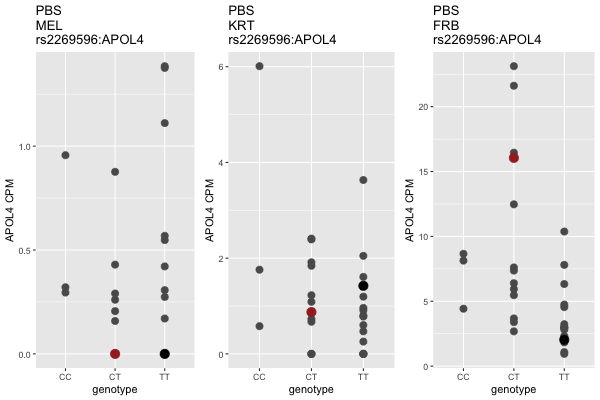 PBS
MEL
rs2269596:APOL4
1.0
0.5
0.0
APOL4 CPM
CC
CT
TT
genotype
PBS
KRT
rs2269596:APOL4
6
4
2
0
APOL4 CPM
CC
CT
TT
genotype
PBS
FRB
rs2269596:APOL4
20
15
10
5
0
APOL4 CPM
CC
CT
TT
genotype